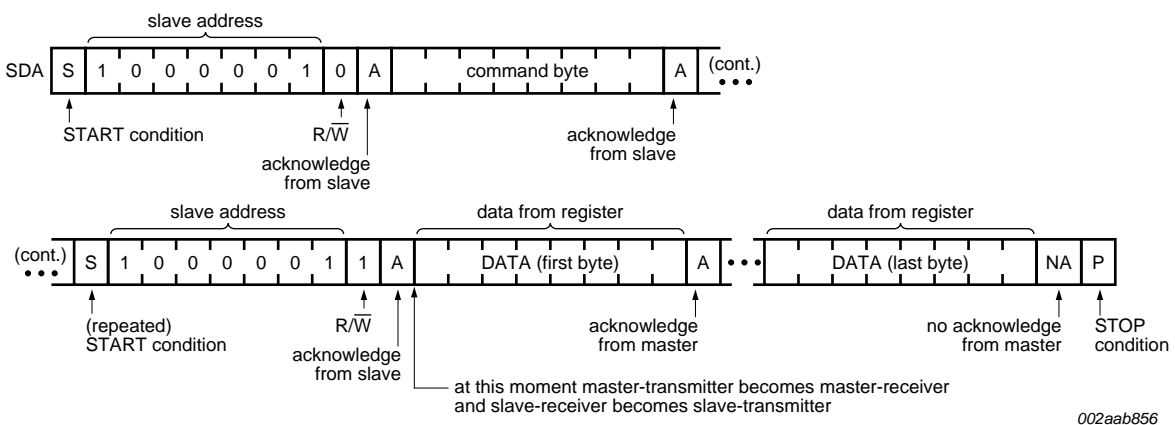 slave address
SDA S 1 0 0 0 0 0 1 0 A command byte A (cont.)
START condition R/W̅ acknowledge from slave acknowledge from slave
slave address data from register data from register
(cont.) S 1 0 0 0 0 0 1 1 A DATA (first byte) A DATA (last byte) NA P
(repeated) START condition R/W̅ acknowledge from slave acknowledge from master no acknowledge from master STOP condition
at this moment master-transmitter becomes master-receiver
and slave-receiver becomes slave-transmitter
002aab856